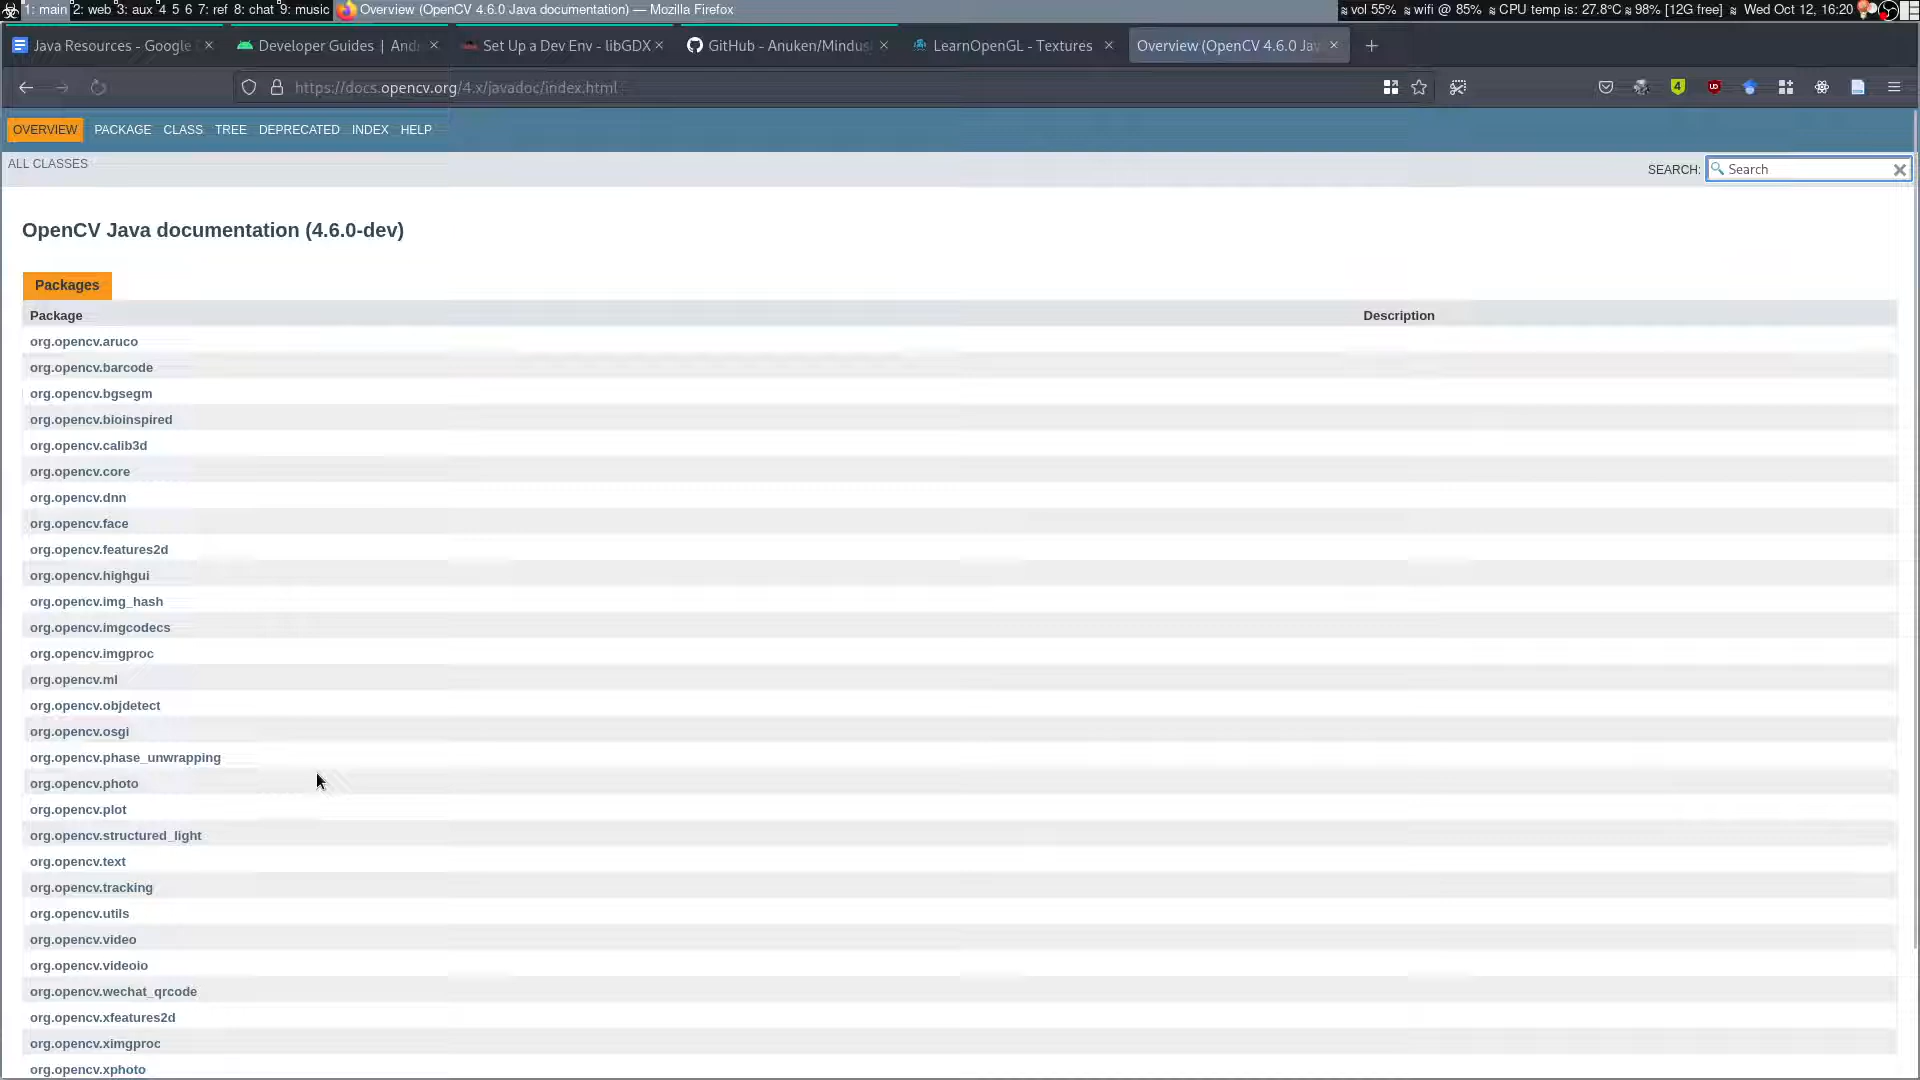 1: main 2: web 3: aux 4 5 6 7: ref 8: chat 9: music Overview (OpenCV 4.6.0 Java documentation) — Mozilla Firefox vol 55% wifi @ 85% CPU temp is: 27.8°C 98% [12G free] Wed Oct 12, 16:20
Java Resources - Google Developer Guides | And Set Up a Dev Env - libGDX GitHub - Anuken/Mindus LearnOpenGL - Textures Overview (OpenCV 4.6.0 Jav
https://docs.opencv.org/4.x/javadoc/index.html 4
OVERVIEW PACKAGE CLASS TREE DEPRECATED INDEX HELP
ALL CLASSES
SEARCH: Search
OpenCV Java documentation (4.6.0-dev)
Packages
Package Description
org.opencv.aruco
org.opencv.barcode
org.opencv.bgsegm
org.opencv.bioinspired
org.opencv.calib3d
org.opencv.core
org.opencv.dnn
org.opencv.face
org.opencv.features2d
org.opencv.highgui
org.opencv.img_hash
org.opencv.imgcodecs
org.opencv.imgproc
org.opencv.ml
org.opencv.objdetect
org.opencv.osgi
org.opencv.phase_unwrapping
org.opencv.photo
org.opencv.plot
org.opencv.structured_light
org.opencv.text
org.opencv.tracking
org.opencv.utils
org.opencv.video
org.opencv.videoio
org.opencv.wechat_qrcode
org.opencv.xfeatures2d
org.opencv.ximgproc
org.opencv.xphoto